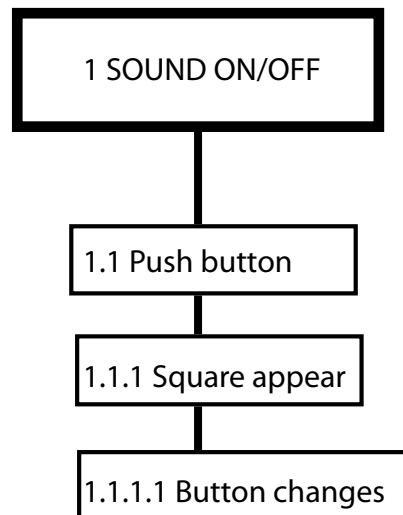 1 SOUND ON/OFF
1.1 Push button
1.1.1 Square appear
1.1.1.1 Button changes